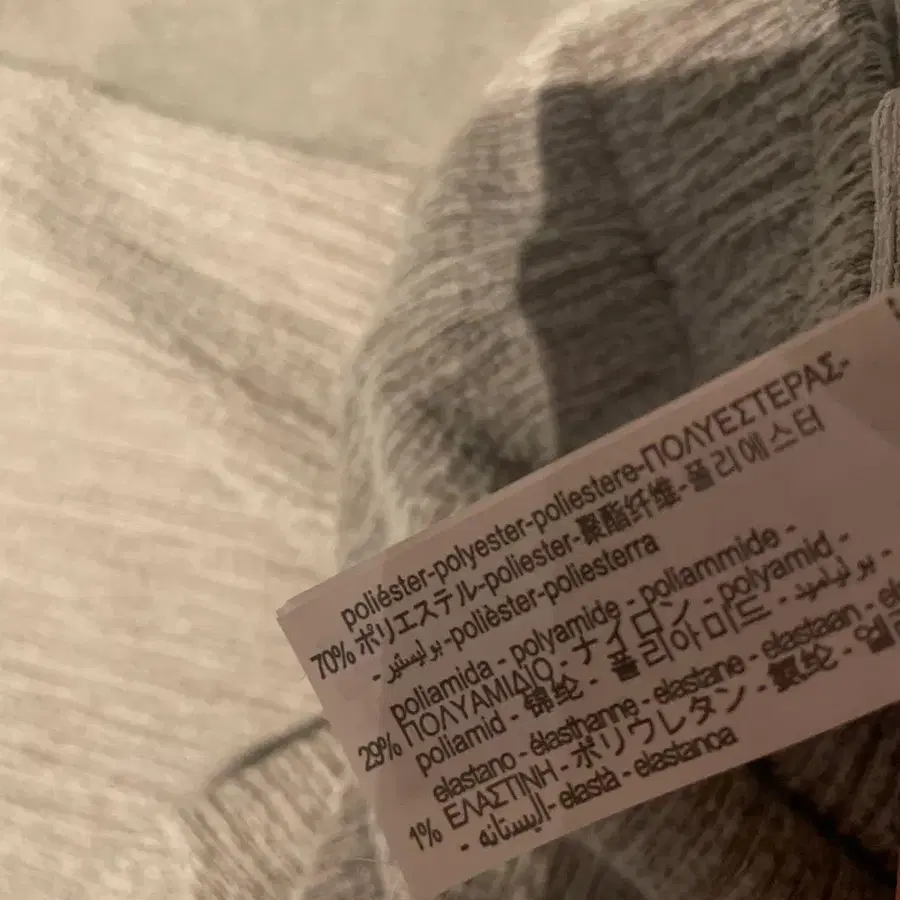 poliéster-polyester-poliestere-ΠΟΛΥΕΣΤΕΡΑΣ-
70% ポリエステル-poliester-聚酯纤维-폴리에스터
- بوليستير -polièster-poliesterra
poliamida - polyamide - poliammide -
29% ΠΟΛΥΑΜΙΔΙΟ - ナイロン - polyamid -
poliamid - 锦纶 - 폴리아미드 - بولياميد -
elastano - élasthanne - elastane - elastaan - el
1% ΕΛΑΣΤΙΝΗ - ポリウレタン - 氨纶 - 엘
- اليستانه - elastà - elastanoa